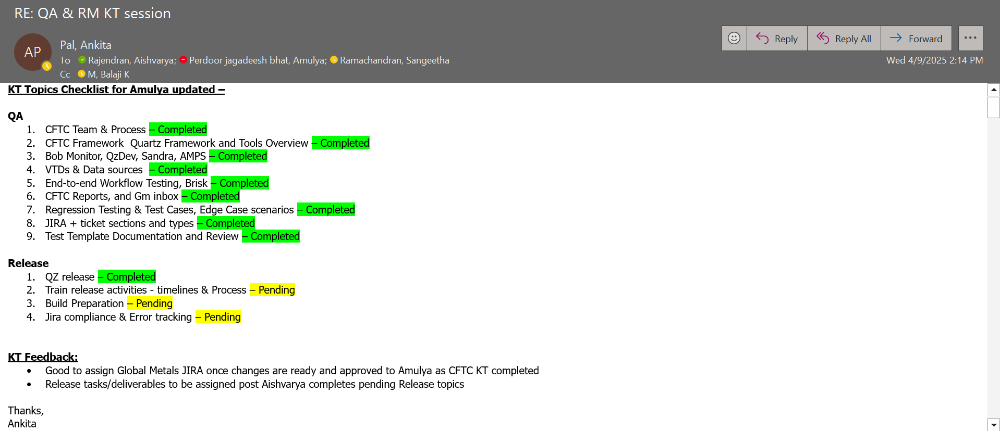 RE: QA & RM KT session
AP
Pal, Ankita
Reply
Reply All
Forward
To Rajendran, Aishvarya; Perdoor jagadeesh bhat, Amulya; Ramachandran, Sangeetha
Wed 4/9/2025 2:14 PM
Cc M, Balaji K
KT Topics Checklist for Amulya updated –
QA
1. CFTC Team & Process – Completed
2. CFTC Framework  Quartz Framework and Tools Overview – Completed
3. Bob Monitor, QzDev, Sandra, AMPS – Completed
4. VTDs & Data sources  – Completed
5. End-to-end Workflow Testing, Brisk – Completed
6. CFTC Reports, and Gm inbox – Completed
7. Regression Testing & Test Cases, Edge Case scenarios – Completed
8. JIRA + ticket sections and types – Completed
9. Test Template Documentation and Review – Completed
Release
1. QZ release – Completed
2. Train release activities - timelines & Process – Pending
3. Build Preparation – Pending
4. Jira compliance & Error tracking – Pending
KT Feedback:
• Good to assign Global Metals JIRA once changes are ready and approved to Amulya as CFTC KT completed
• Release tasks/deliverables to be assigned post Aishvarya completes pending Release topics
Thanks,
Ankita